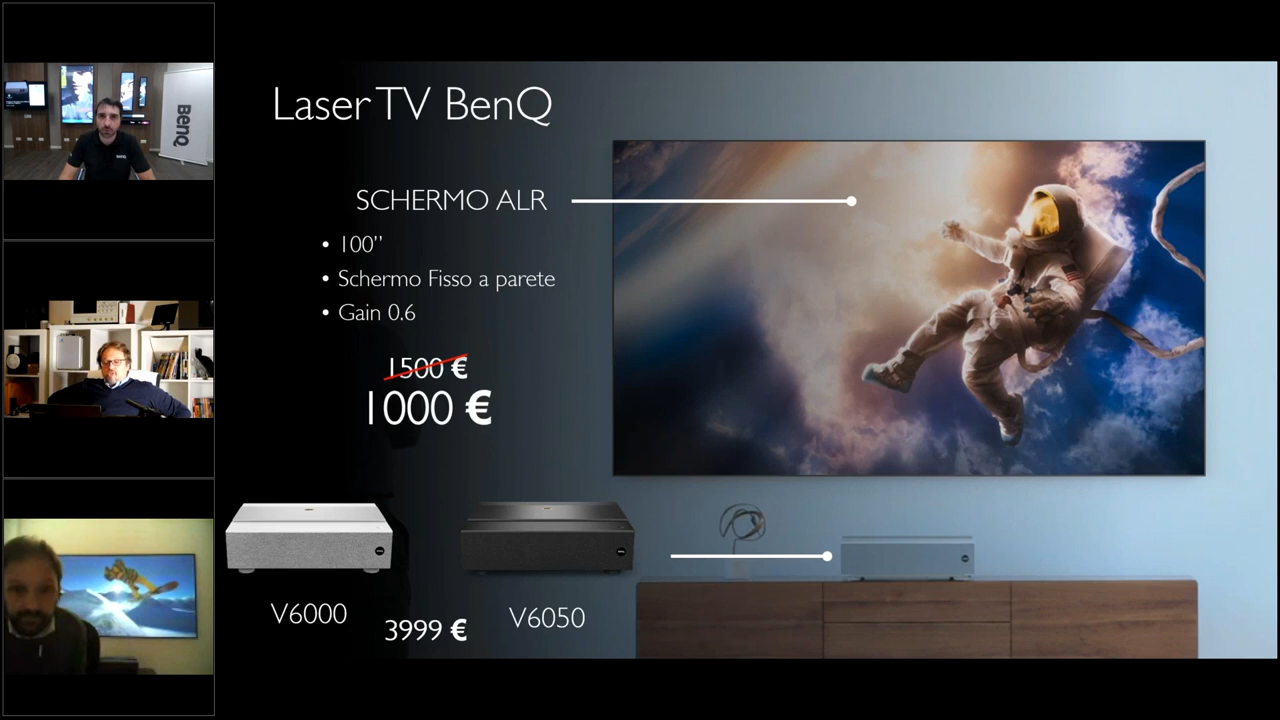 Laser TV BenQ
SCHERMO ALR
• 100”
• Schermo Fisso a parete
• Gain 0.6
1500 €
1000 €
V6000
3999 €
V6050
BenQ